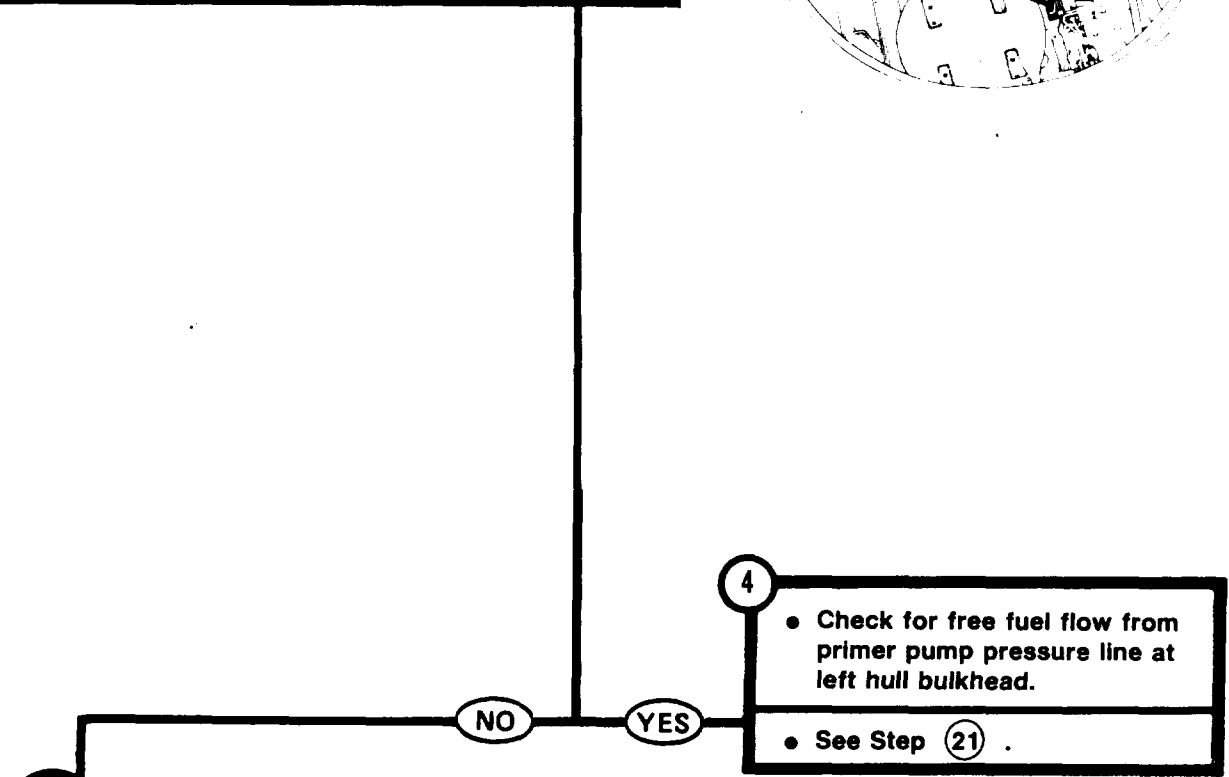 4
• Check for free fuel flow from
primer pump pressure line at
left hull bulkhead.
NO
YES
• See Step 21 .